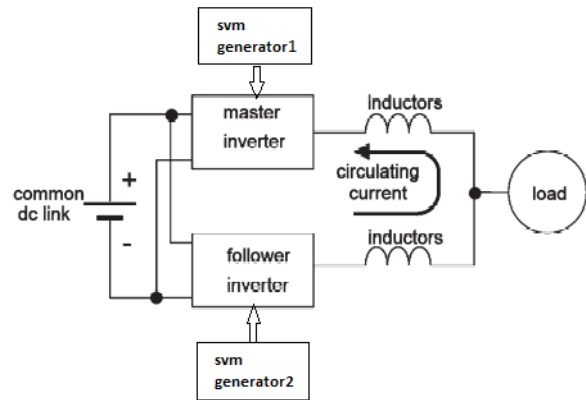 svm
generator1
master
inverter
inductors
circulating
current
common
dc link
+
-
load
inductors
follower
inverter
svm
generator2